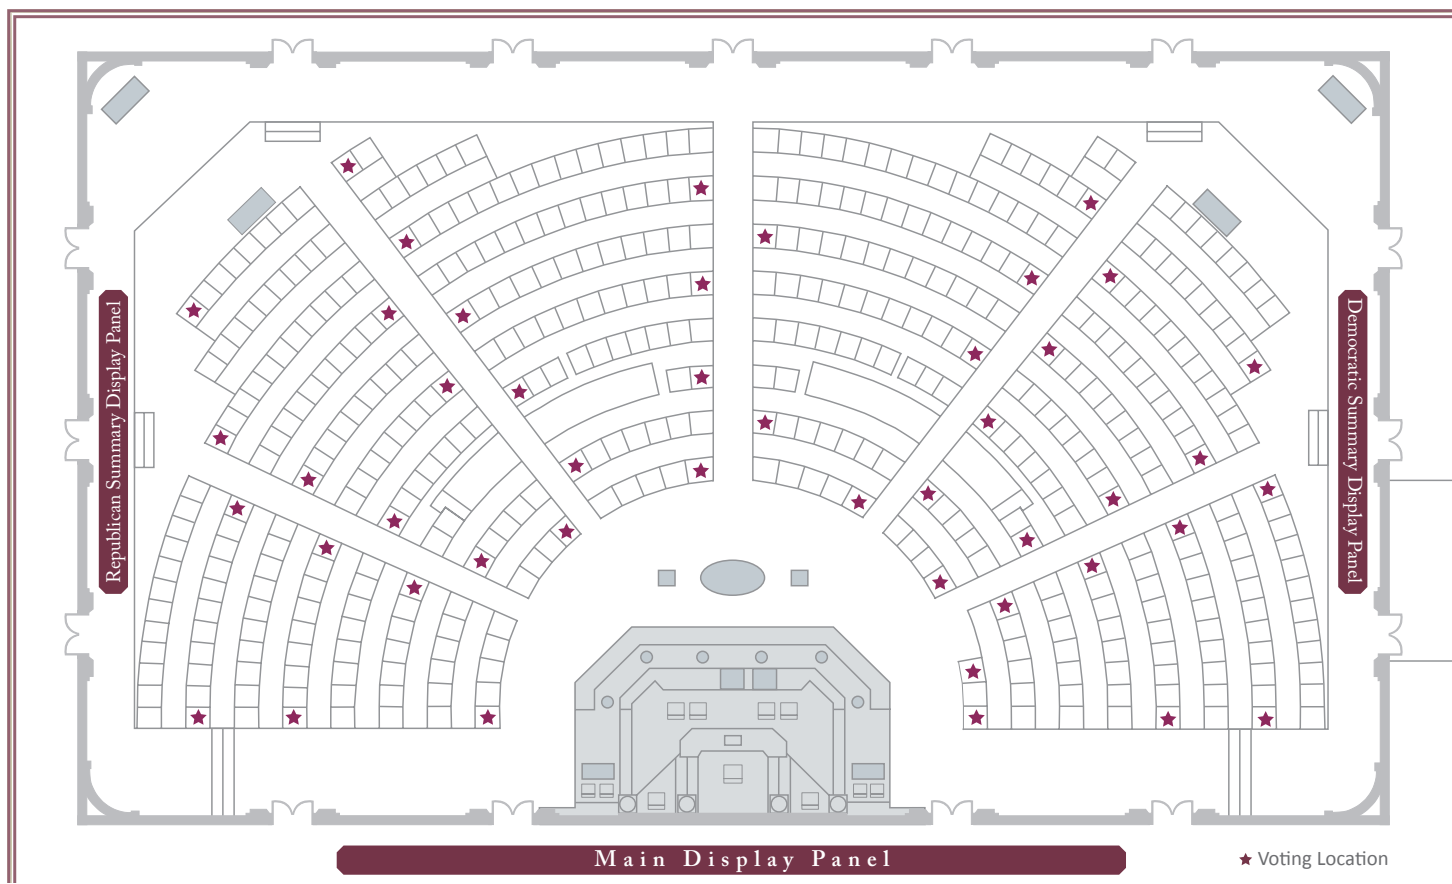 Republican Summary Display Panel
Democratic Summary Display Panel
Main Display Panel
Voting Location